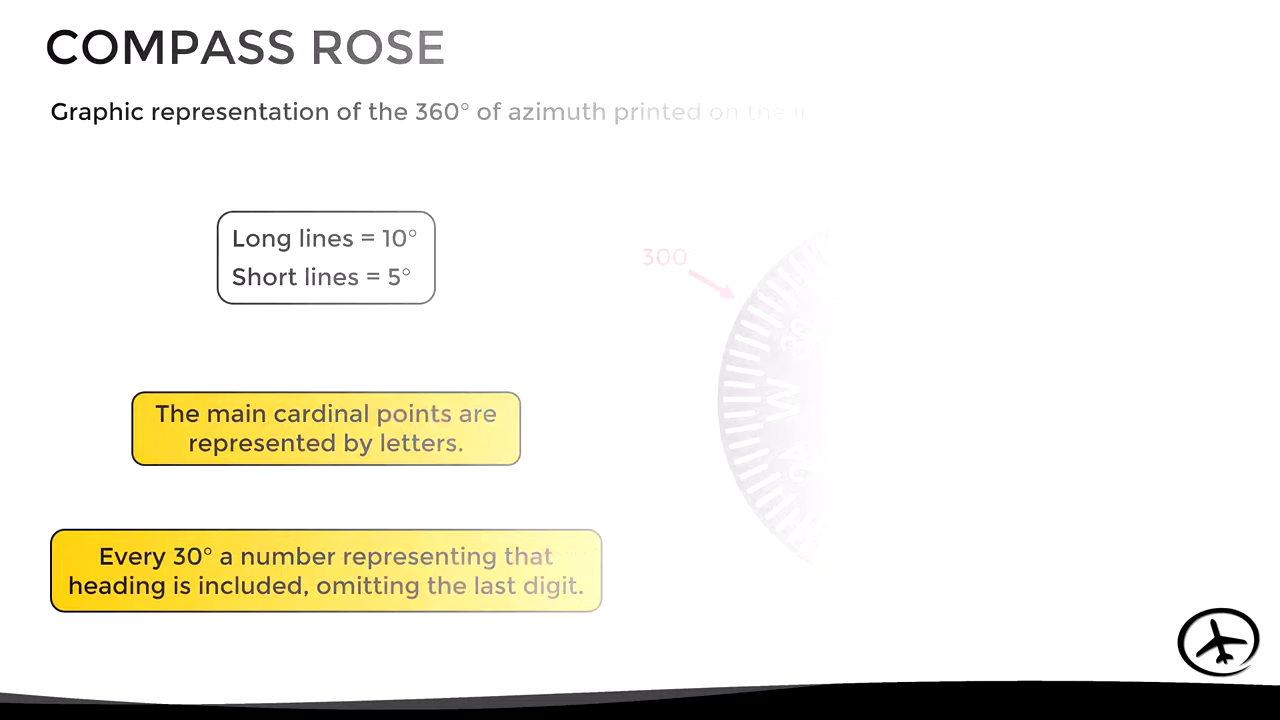 COMPASS ROSE
Graphic representation of the 360° of azimuth printed on the
Long lines = 10°
Short lines = 5°
300°
30
W
24
The main cardinal points are
represented by letters.
Every 30° a number representing that
heading is included, omitting the last digit.